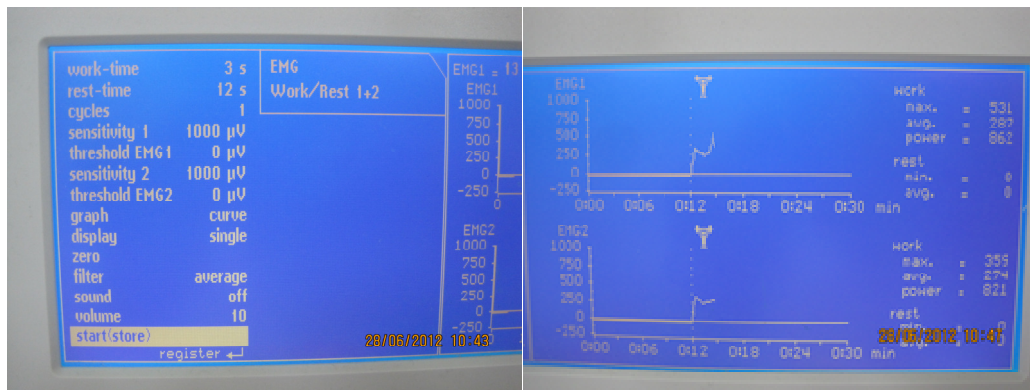 work-time 3 s
rest-time 12 s
cycles 1
sensitivity 1 1000 µV
threshold EMG1 0 µV
sensitivity 2 1000 µV
threshold EMG2 0 µV
graph curve
display single
zero
filter average
sound off
volume 10
start(store)
register
EMG
Work/Rest 1+2
EMG1 = 13
EMG1
1000
750
500
250
0
-250
0
EMG2
1000
750
500
250
0
-250
28/06/2012 10:43
EMG1
1000
750
500
250
0
-250
0:00 0:06 0:12 0:18 0:24 0:30 min
work
max. = 531
avg. = 287
power = 862
rest
min. = 0
avg. = 0
EMG2
1000
750
500
250
0
-250
0:00 0:06 0:12 0:18 0:24 0:30 min
work
max. = 355
avg. = 274
power = 821
rest
28/06/2012